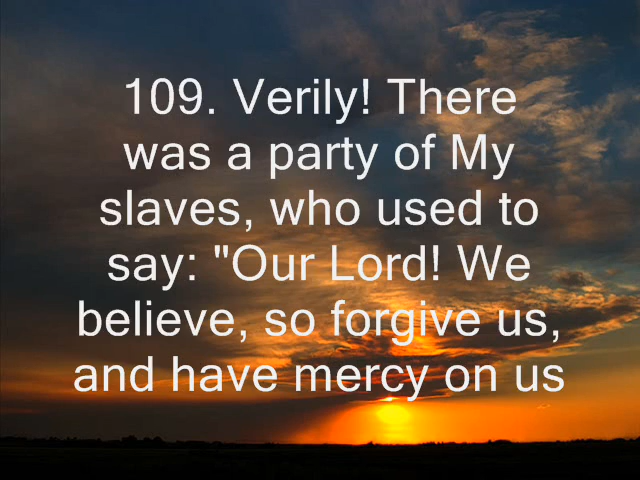 109. Verily! There
was a party of My
slaves, who used to
say: "Our Lord! We
believe, so forgive us,
and have mercy on us